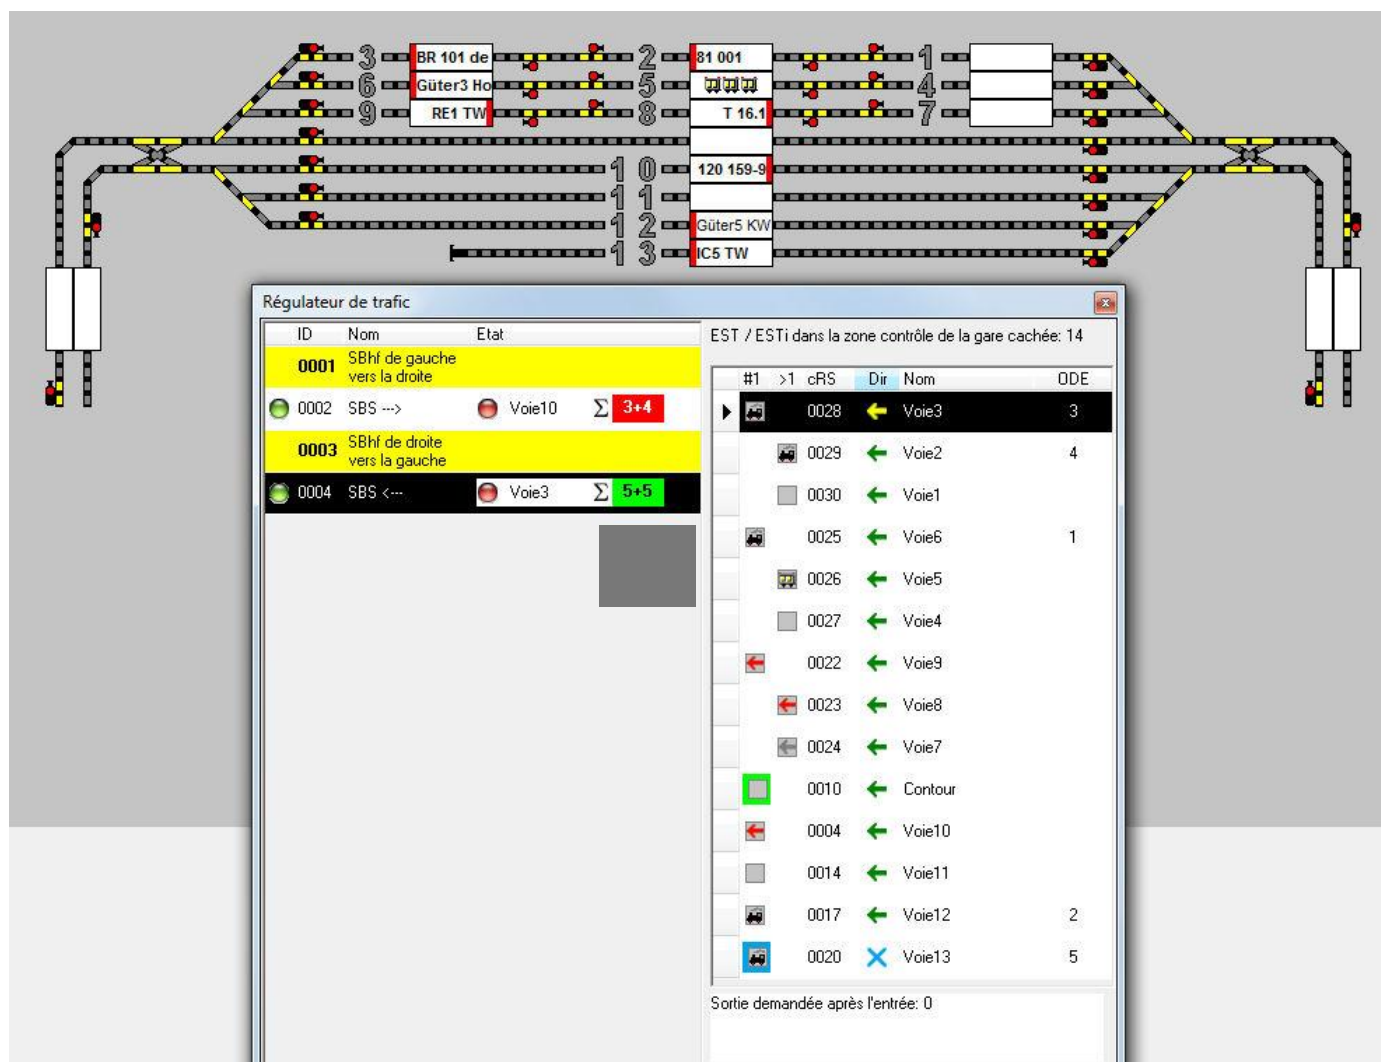 3 BR 101 de 2 81 001 1
6 Güter3 Ho 5 4
9 RE1 TW 8 T 16.1 7
10 120 159-9
11
12 Güter5 KW
13 IC5 TW
Régulateur de trafic
ID Nom Etat
0001 SBhf de gauche
vers la droite
0002 SBS ---> Voie10 Σ 3+4
0003 SBhf de droite
vers la gauche
0004 SBS <--- Voie3 Σ 5+5
EST / ESTi dans la zone contrôle de la gare cachée: 14
#1 >1 cRS Dir Nom ODE
0028 Voie3 3
0029 Voie2 4
0030 Voie1
0025 Voie6 1
0026 Voie5
0027 Voie4
0022 Voie9
0023 Voie8
0024 Voie7
0010 Contour
0004 Voie10
0014 Voie11
0017 Voie12 2
0020 Voie13 5
Sortie demandée après l'entrée: 0